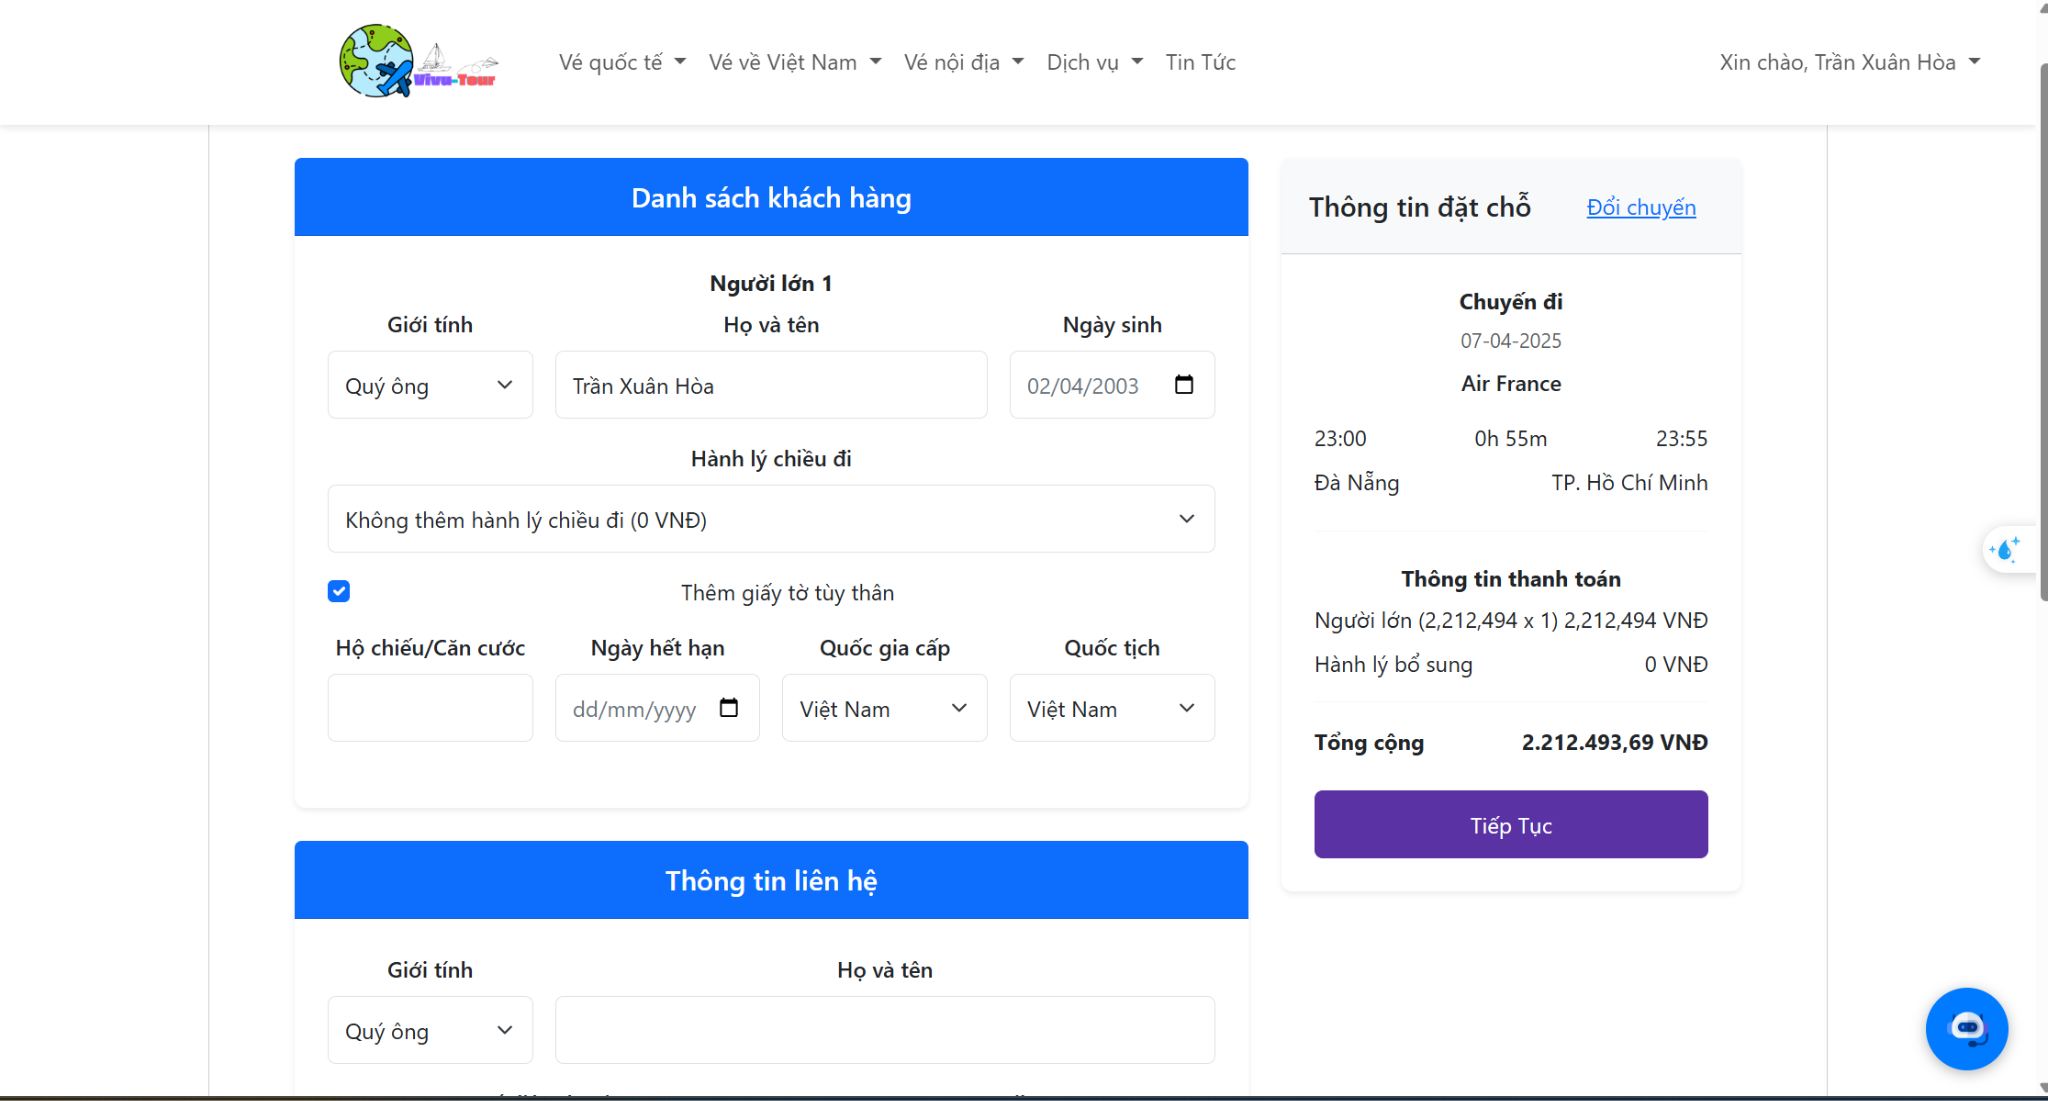 Vivu-Tour
Vé quốc tế Vé về Việt Nam Vé nội địa Dịch vụ Tin Tức
Xin chào, Trần Xuân Hòa
Danh sách khách hàng
Người lớn 1
Giới tính Họ và tên Ngày sinh
Quý ông Trần Xuân Hòa 02/04/2003
Hành lý chiều đi
Không thêm hành lý chiều đi (0 VNĐ)
Thêm giấy tờ tùy thân
Hộ chiếu/Căn cước Ngày hết hạn Quốc gia cấp Quốc tịch
dd/mm/yyyy Việt Nam Việt Nam
Thông tin liên hệ
Giới tính Họ và tên
Quý ông
Thông tin đặt chỗ Đổi chuyến
Chuyến đi
07-04-2025
Air France
23:00 0h 55m 23:55
Đà Nẵng TP. Hồ Chí Minh
Thông tin thanh toán
Người lớn (2,212,494 x 1) 2,212,494 VNĐ
Hành lý bổ sung 0 VNĐ
Tổng cộng 2.212.493,69 VNĐ
Tiếp Tục